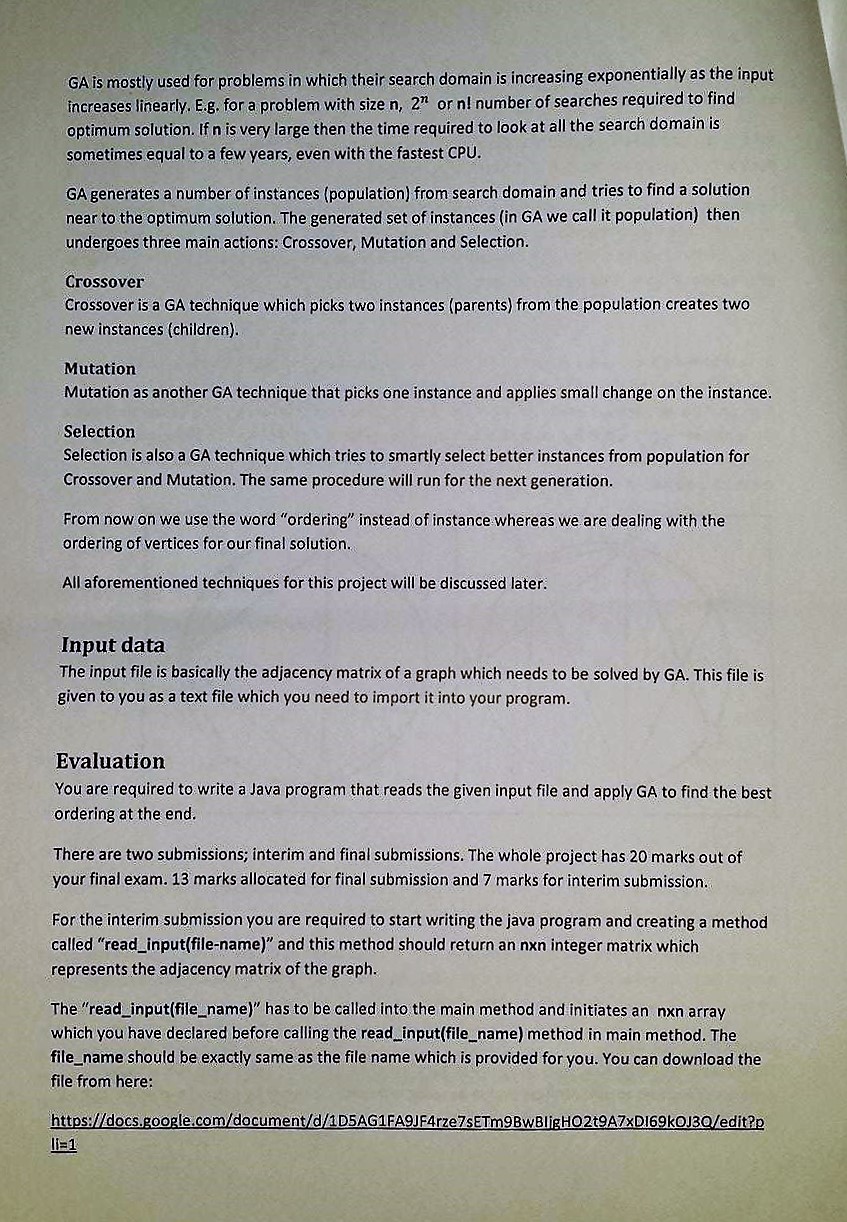 GA is mostly used for problems in which their search domain is increasing exponentially as the input
increases linearly. E.g. for a problem with size n, 2ⁿ or n! number of searches required to find
optimum solution. If n is very large then the time required to look at all the search domain is
sometimes equal to a few years, even with the fastest CPU.
GA generates a number of instances (population) from search domain and tries to find a solution
near to the optimum solution. The generated set of instances (in GA we call it population) then
undergoes three main actions: Crossover, Mutation and Selection.
Crossover
Crossover is a GA technique which picks two instances (parents) from the population creates two
new instances (children).
Mutation
Mutation as another GA technique that picks one instance and applies small change on the instance.
Selection
Selection is also a GA technique which tries to smartly select better instances from population for
Crossover and Mutation. The same procedure will run for the next generation.
From now on we use the word "ordering" instead of instance whereas we are dealing with the
ordering of vertices for our final solution.
All aforementioned techniques for this project will be discussed later.
Input data
The input file is basically the adjacency matrix of a graph which needs to be solved by GA. This file is
given to you as a text file which you need to import it into your program.
Evaluation
You are required to write a Java program that reads the given input file and apply GA to find the best
ordering at the end.
There are two submissions; interim and final submissions. The whole project has 20 marks out of
your final exam. 13 marks allocated for final submission and 7 marks for interim submission.
For the interim submission you are required to start writing the java program and creating a method
called "read_input(file-name)" and this method should return an nxn integer matrix which
represents the adjacency matrix of the graph.
The "read_input(file_name)" has to be called into the main method and initiates an nxn array
which you have declared before calling the read_input(file_name) method in main method. The
file_name should be exactly same as the file name which is provided for you. You can download the
file from here:
https://docs.google.com/document/d/1D5AG1FA9JF4rze7sETm9BwBIigHO2t9A7xDI69kOJ3Q/edit?p
li=1